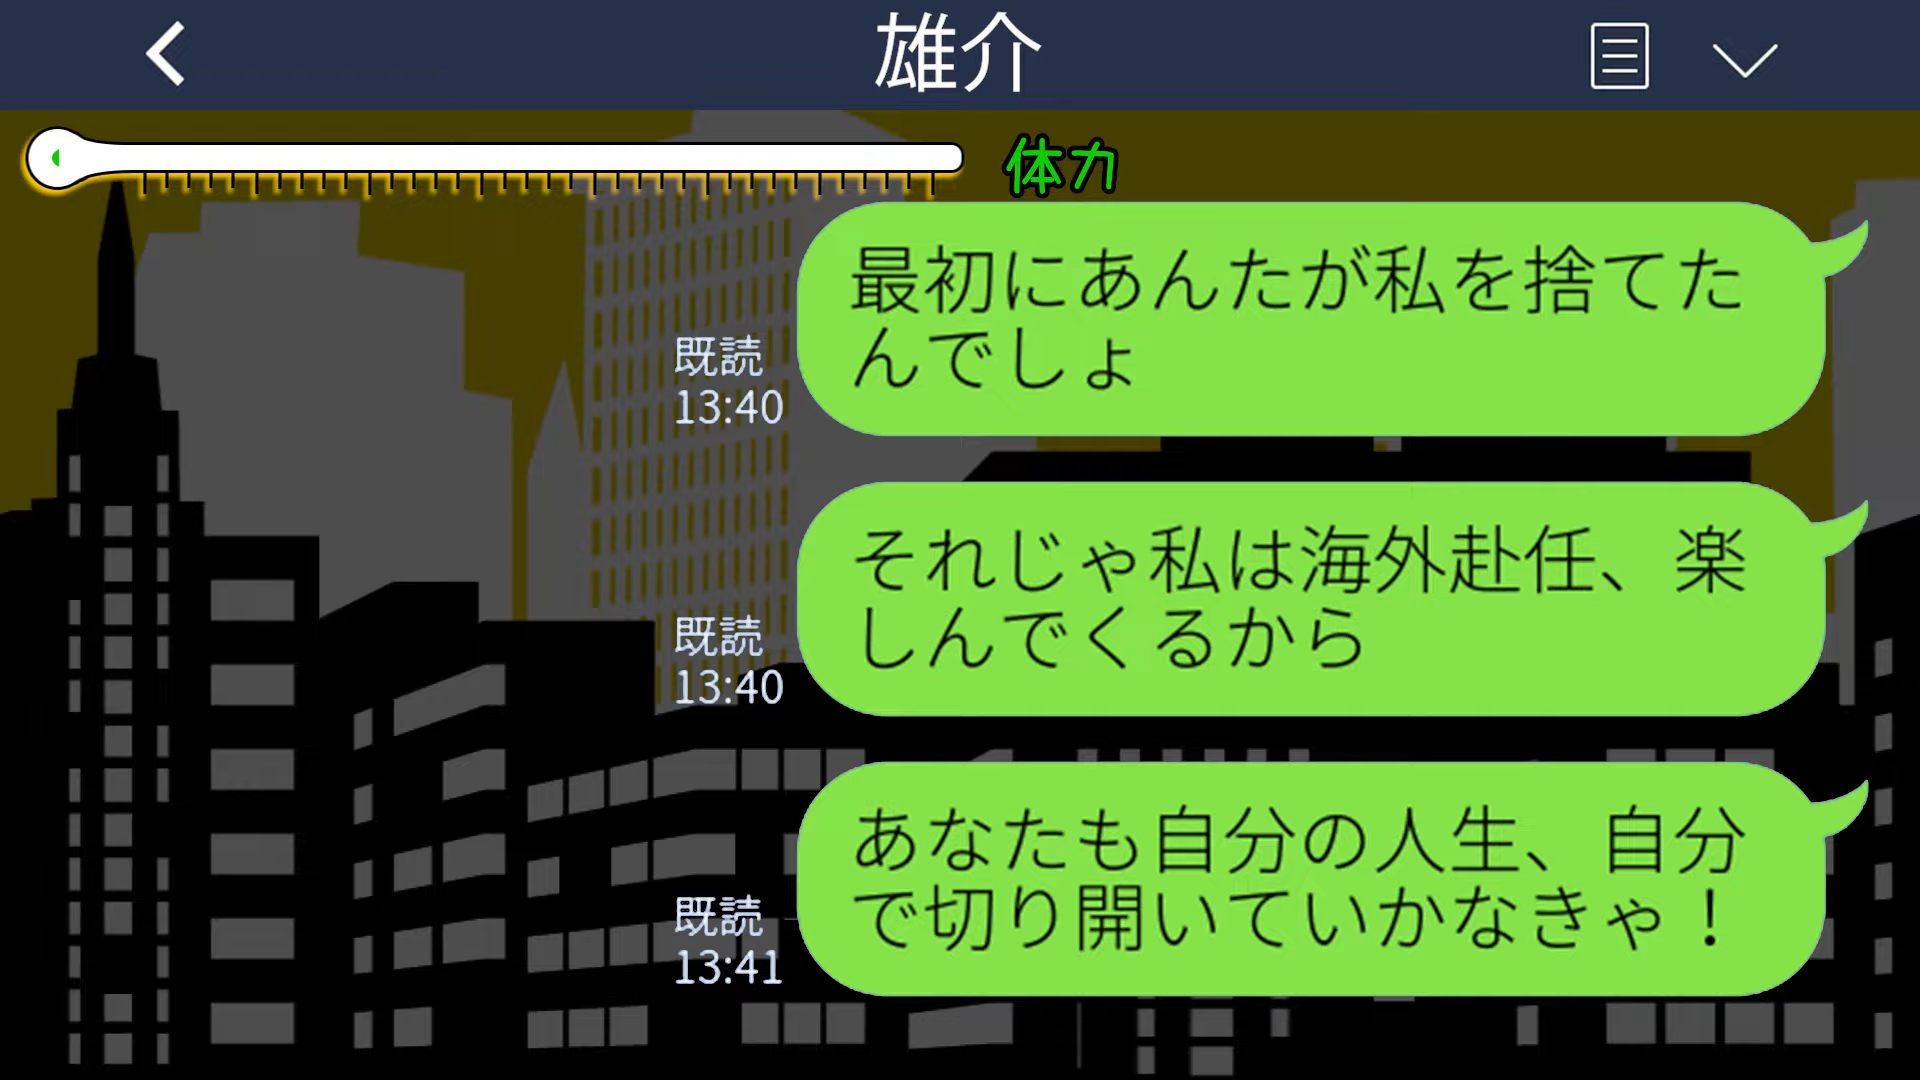 雄介
体力
最初にあんたが私を捨てた
んでしょ
既読
13:40
それじゃ私は海外赴任、楽
しんでくるから
既読
13:40
あなたも自分の人生、自分
で切り開いていかなきゃ！
既読
13:41